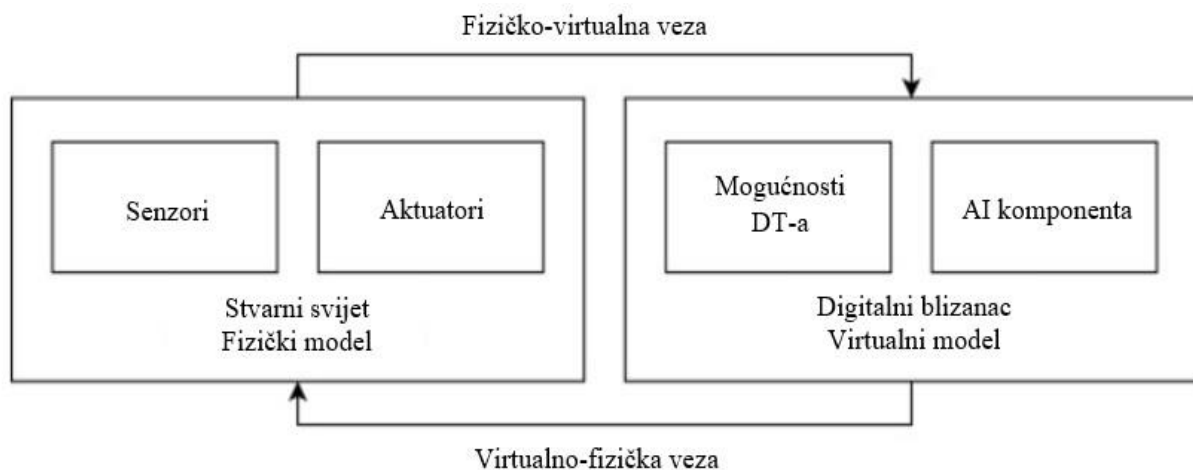 Fizičko-virtualna veza
Senzori
Aktuatori
Stvarni svijet
Fizički model
Mogućnosti
DT-a
AI komponenta
Digitalni blizanac
Virtualni model
Virtualno-fizička veza